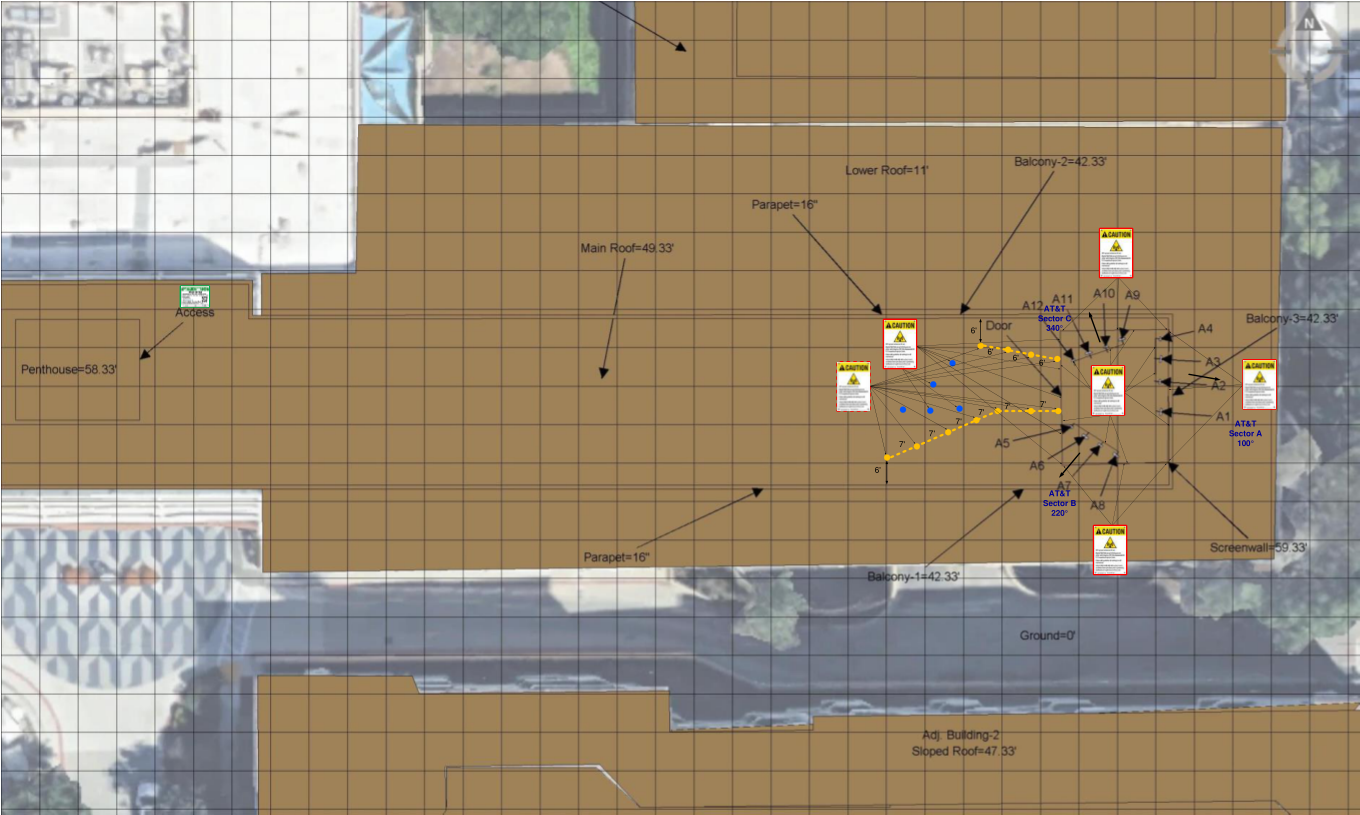 N
Balcony-2=42.33'
Lower Roof=11'
Parapet=16"
Main Roof=49.33'
CAUTION
A12
A11
A10
A9
AT&T
Sector C
340°
Balcony-3=42.33'
Access
CAUTION
6'
Door
A4
6'
6'
6'
6'
A3
Penthouse=58.33'
CAUTION
CAUTION
CAUTION
A2
7'
7'
7'
7'
7'
A1
AT&T
Sector A
100°
A5
A6
6'
A7
AT&T
Sector B
220°
A8
CAUTION
Parapet=16"
Balcony-1=42.33'
Screenwall=59.33'
Ground=0'
Adj. Building-2
Sloped Roof=47.33'